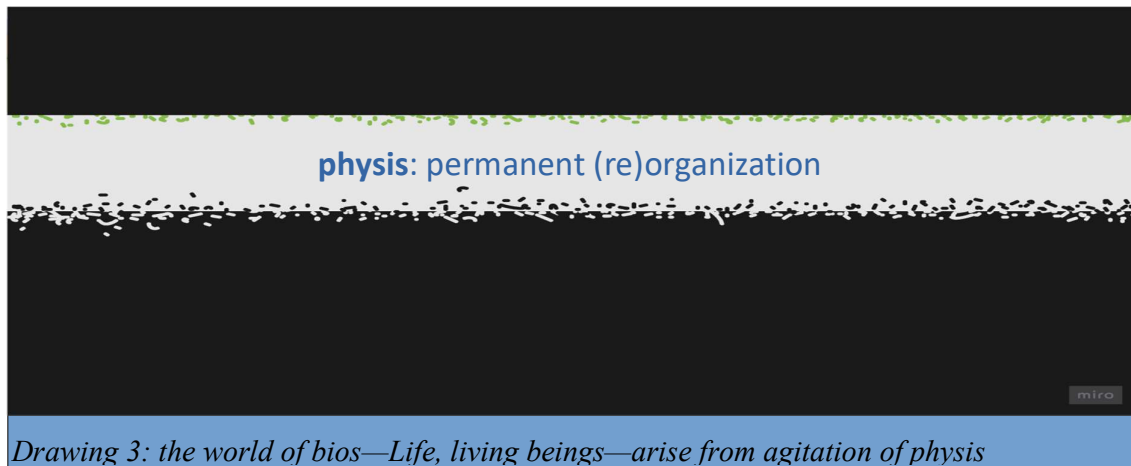 physis: permanent (re)organization
miro
Drawing 3: the world of bios—Life, living beings—arise from agitation of physis